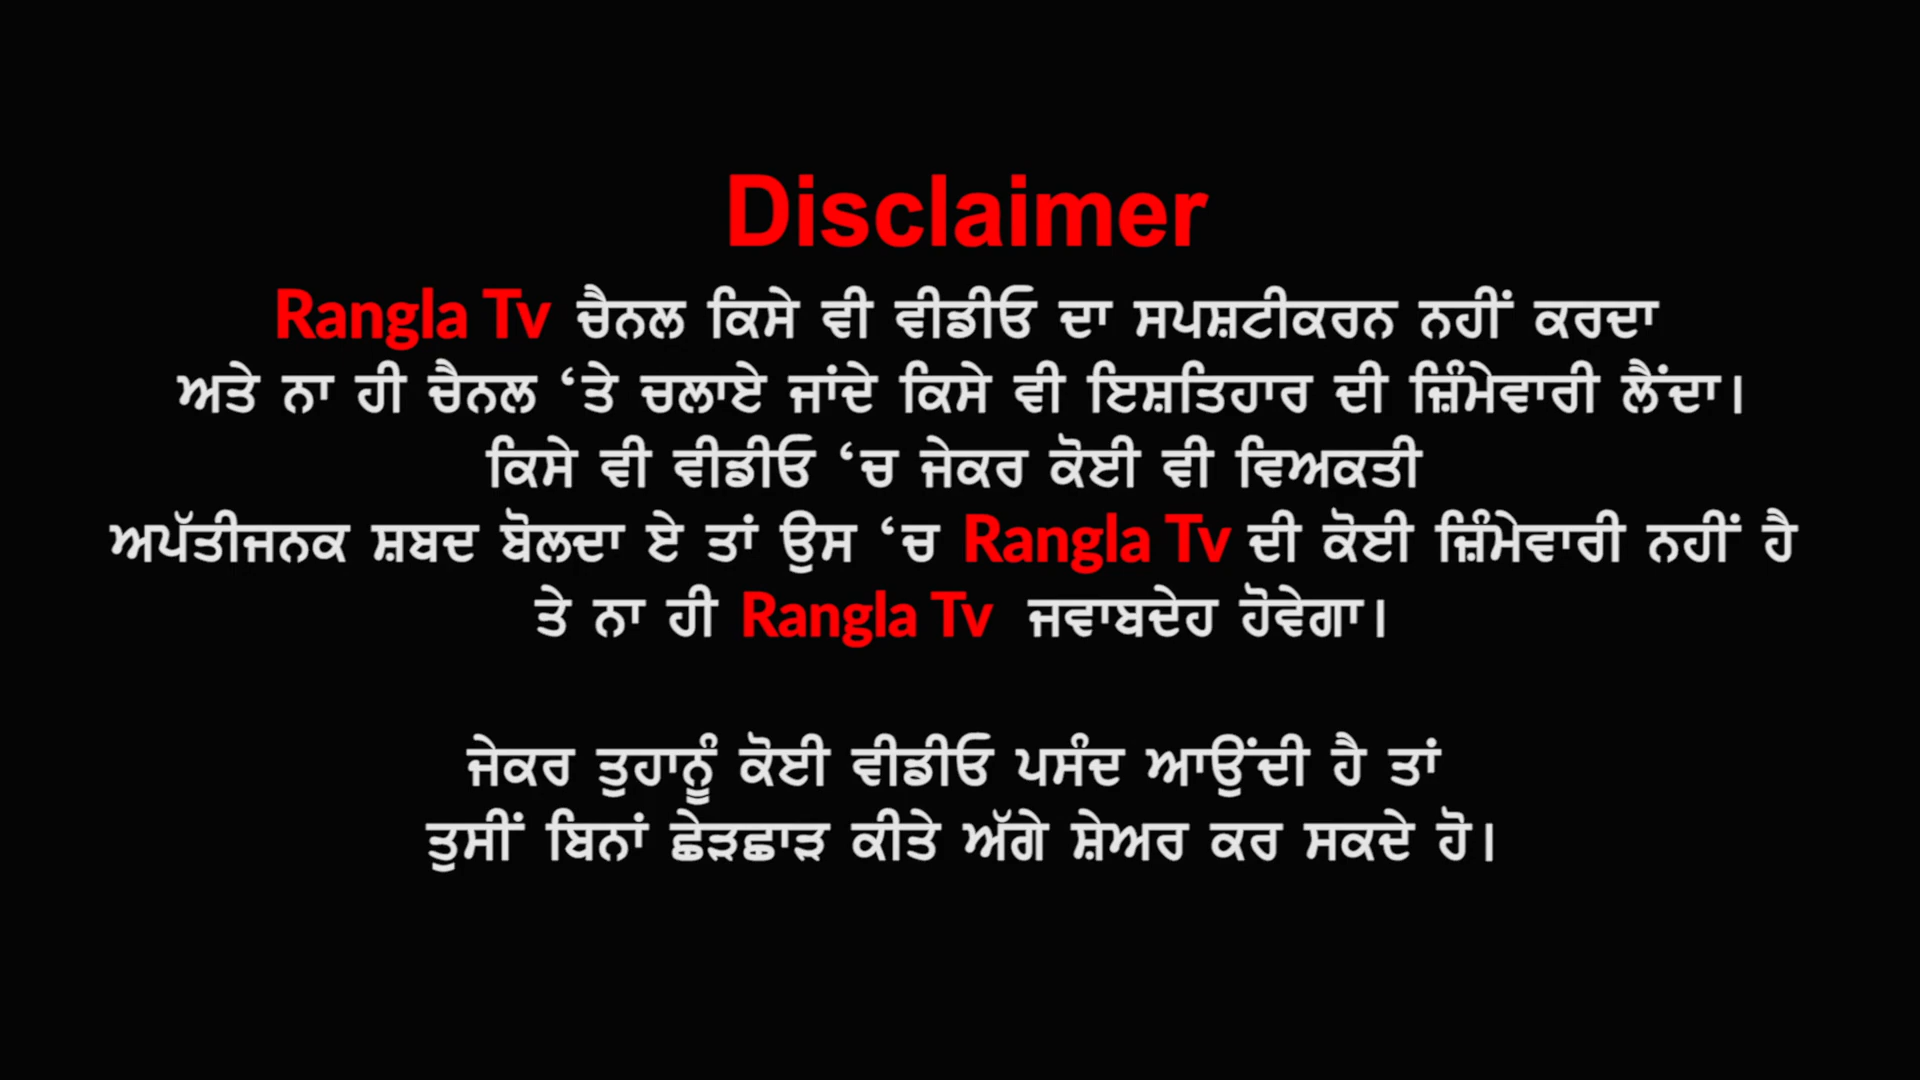 Disclaimer
Rangla Tv ਚੈਨਲ ਕਿਸੇ ਵੀ ਵੀਡੀਓ ਦਾ ਸਪਸ਼ਟੀਕਰਨ ਨਹੀਂ ਕਰਦਾ
ਅਤੇ ਨਾ ਹੀ ਚੈਨਲ ‘ਤੇ ਚਲਾਏ ਜਾਂਦੇ ਕਿਸੇ ਵੀ ਇਸ਼ਤਿਹਾਰ ਦੀ ਜ਼ਿੰਮੇਵਾਰੀ ਲੈਂਦਾ।
ਕਿਸੇ ਵੀ ਵੀਡੀਓ ‘ਚ ਜੇਕਰ ਕੋਈ ਵੀ ਵਿਅਕਤੀ
ਅਪੱਤੀਜਨਕ ਸ਼ਬਦ ਬੋਲਦਾ ਏ ਤਾਂ ਉਸ ‘ਚ Rangla Tv ਦੀ ਕੋਈ ਜ਼ਿੰਮੇਵਾਰੀ ਨਹੀਂ ਹੈ
ਤੇ ਨਾ ਹੀ Rangla Tv ਜਵਾਬਦੇਹ ਹੋਵੇਗਾ।
ਜੇਕਰ ਤੁਹਾਨੂੰ ਕੋਈ ਵੀਡੀਓ ਪਸੰਦ ਆਉਂਦੀ ਹੈ ਤਾਂ
ਤੁਸੀਂ ਬਿਨਾਂ ਛੇੜਛਾੜ ਕੀਤੇ ਅੱਗੇ ਸ਼ੇਅਰ ਕਰ ਸਕਦੇ ਹੋ।